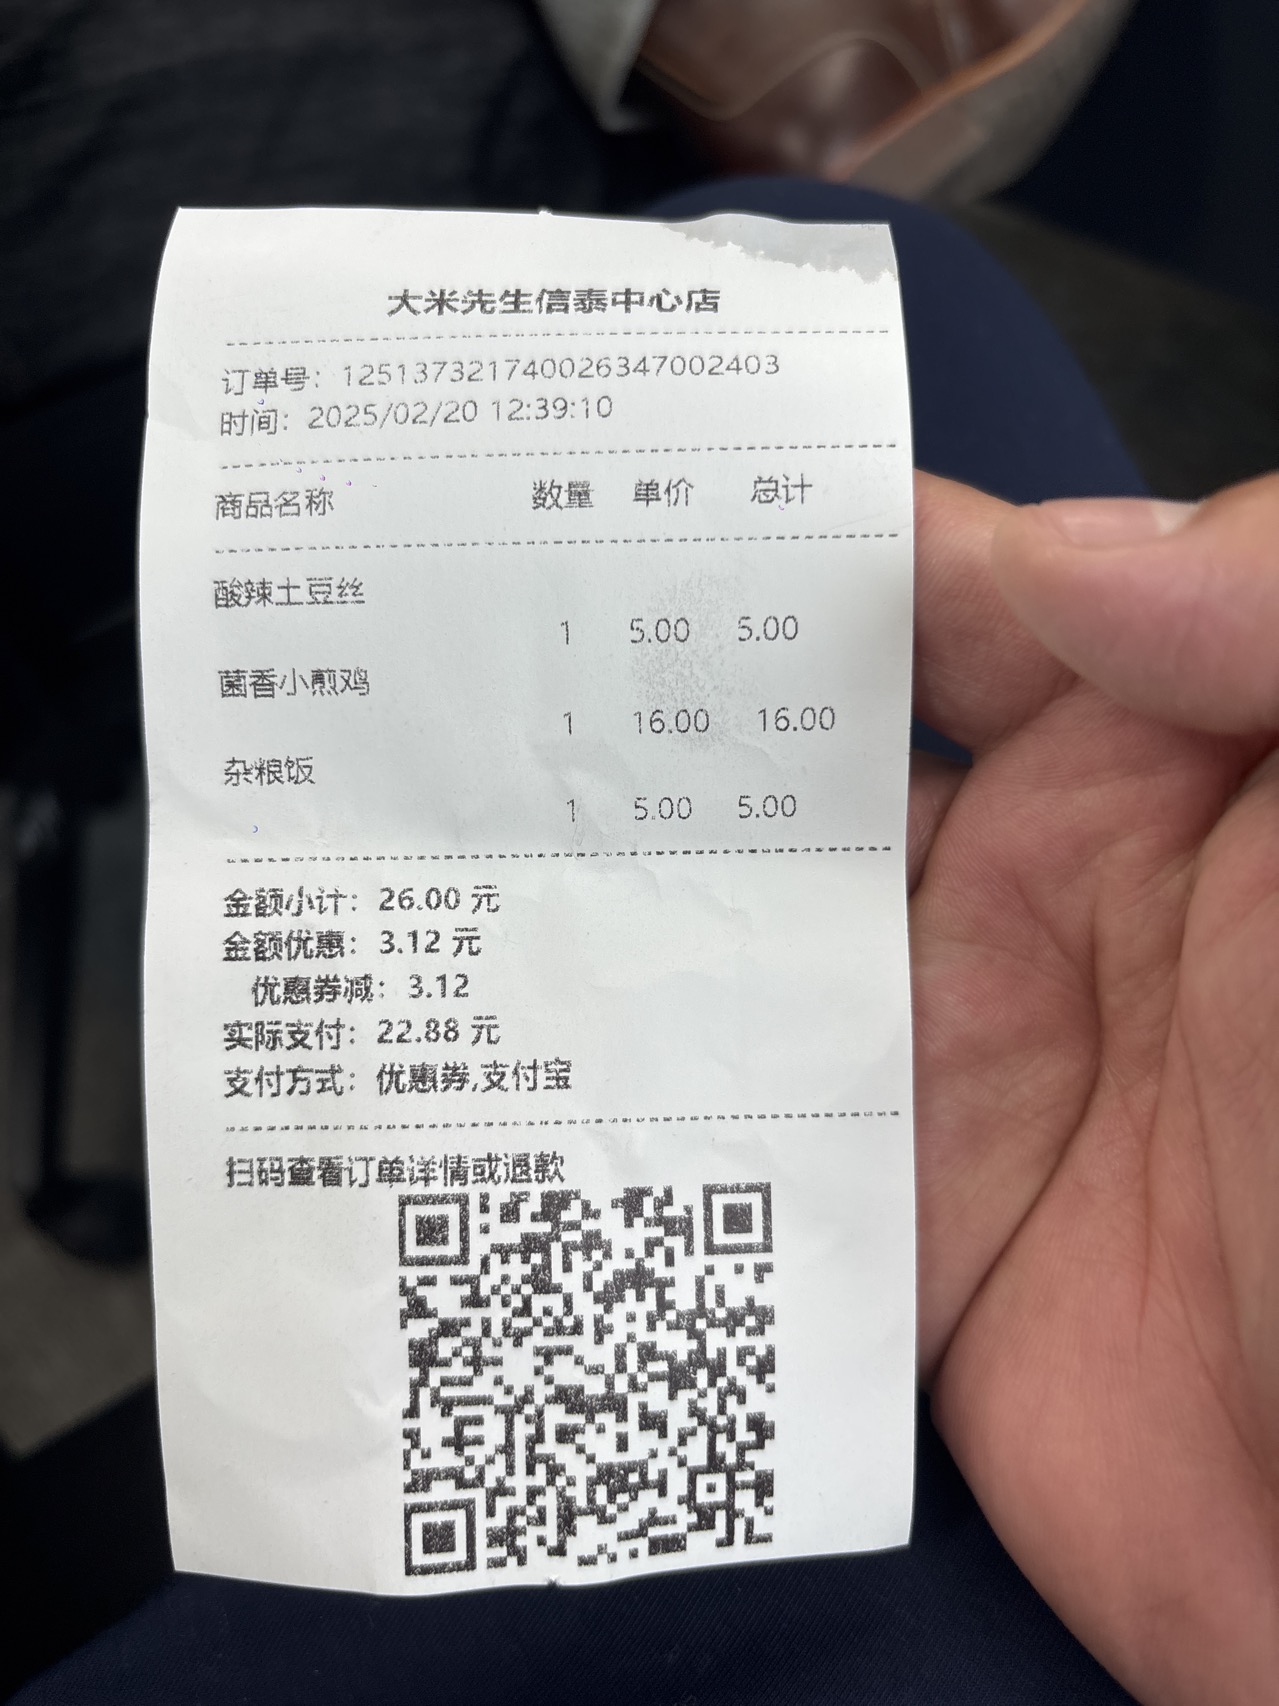 大米先生信泰中心店
订单号：125137321740026347002403
时间：2025/02/20 12:39:10
商品名称 数量 单价 总计
酸辣土豆丝
1 5.00 5.00
菌香小煎鸡
1 16.00 16.00
杂粮饭
1 5.00 5.00
金额小计：26.00 元
金额优惠：3.12 元
优惠券减：3.12
实际支付：22.88 元
支付方式：优惠券,支付宝
扫码查看订单详情或退款